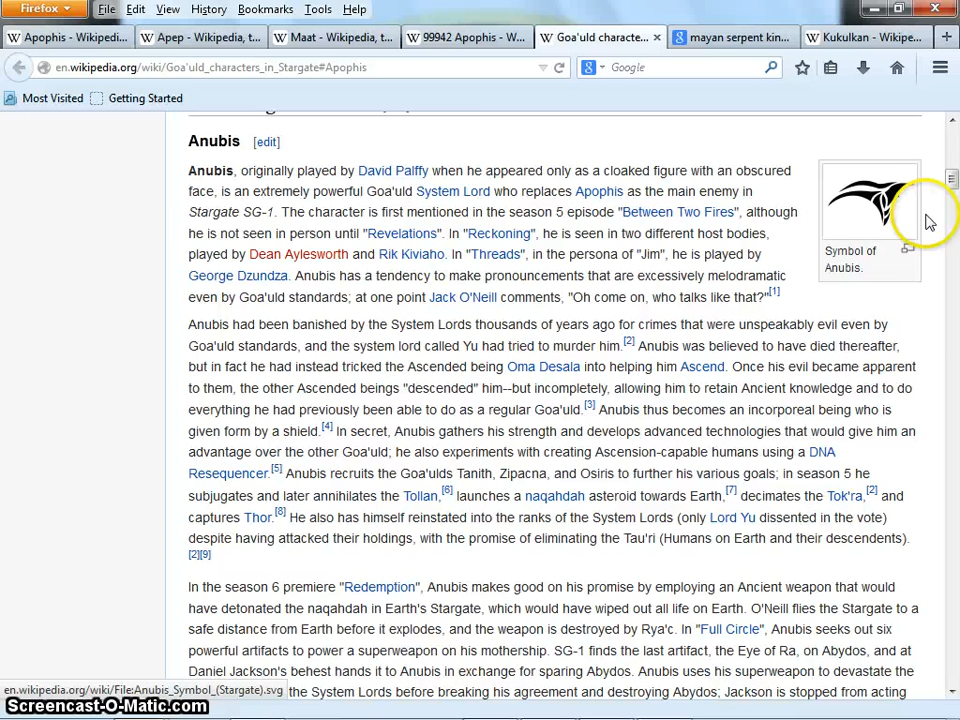 Firefox
File Edit View History Bookmarks Tools Help
Apophis - Wikipedi... Apep - Wikipedia, t... Maat - Wikipedia, t... 99942 Apophis - W... Goa'uld characte... mayan serpent kin... Kukulkan - Wikipe...
en.wikipedia.org/wiki/Goa'uld_characters_in_Stargate#Apophis Google
Most Visited Getting Started
Anubis [edit]
Anubis, originally played by David Palffy when he appeared only as a cloaked figure with an obscured
face, is an extremely powerful Goa'uld System Lord who replaces Apophis as the main enemy in
Stargate SG-1. The character is first mentioned in the season 5 episode "Between Two Fires", although
he is not seen in person until "Revelations". In "Reckoning", he is seen in two different host bodies,
played by Dean Aylesworth and Rik Kiviaho. In "Threads", in the persona of "Jim", he is played by
George Dzundza. Anubis has a tendency to make pronouncements that are excessively melodramatic
even by Goa'uld standards; at one point Jack O'Neill comments, "Oh come on, who talks like that?"[1]
Symbol of
Anubis.
Anubis had been banished by the System Lords thousands of years ago for crimes that were unspeakably evil even by
Goa'uld standards, and the system lord called Yu had tried to murder him.[2] Anubis was believed to have died thereafter,
but in fact he had instead tricked the Ascended being Oma Desala into helping him Ascend. Once his evil became apparent
to them, the other Ascended beings "descended" him--but incompletely, allowing him to retain Ancient knowledge and to do
everything he had previously been able to do as a regular Goa'uld.[3] Anubis thus becomes an incorporeal being who is
given form by a shield.[4] In secret, Anubis gathers his strength and develops advanced technologies that would give him an
advantage over the other Goa'uld; he also experiments with creating Ascension-capable humans using a DNA
Resequencer.[5] Anubis recruits the Goa'ulds Tanith, Zipacna, and Osiris to further his various goals; in season 5 he
subjugates and later annihilates the Tollan,[6] launches a naqahdah asteroid towards Earth,[7] decimates the Tok'ra,[2] and
captures Thor.[8] He also has himself reinstated into the ranks of the System Lords (only Lord Yu dissented in the vote)
despite having attacked their holdings, with the promise of eliminating the Tau'ri (Humans on Earth and their descendents).
[2][9]
In the season 6 premiere "Redemption", Anubis makes good on his promise by employing an Ancient weapon that would
have detonated the naqahdah in Earth's Stargate, which would have wiped out all life on Earth. O'Neill flies the Stargate to a
safe distance from Earth before it explodes, and the weapon is destroyed by Rya'c. In "Full Circle", Anubis seeks out six
powerful artifacts to power a superweapon on his mothership. SG-1 finds the last artifact, the Eye of Ra, on Abydos, and at
Daniel Jackson's behest hands it to Anubis in exchange for sparing Abydos. Anubis uses his superweapon to devastate the
en.wikipedia.org/wiki/File:Anubis_Symbol_(Stargate).svg
the System Lords before breaking his agreement and destroying Abydos; Jackson is stopped from acting
Screencast-O-Matic.com